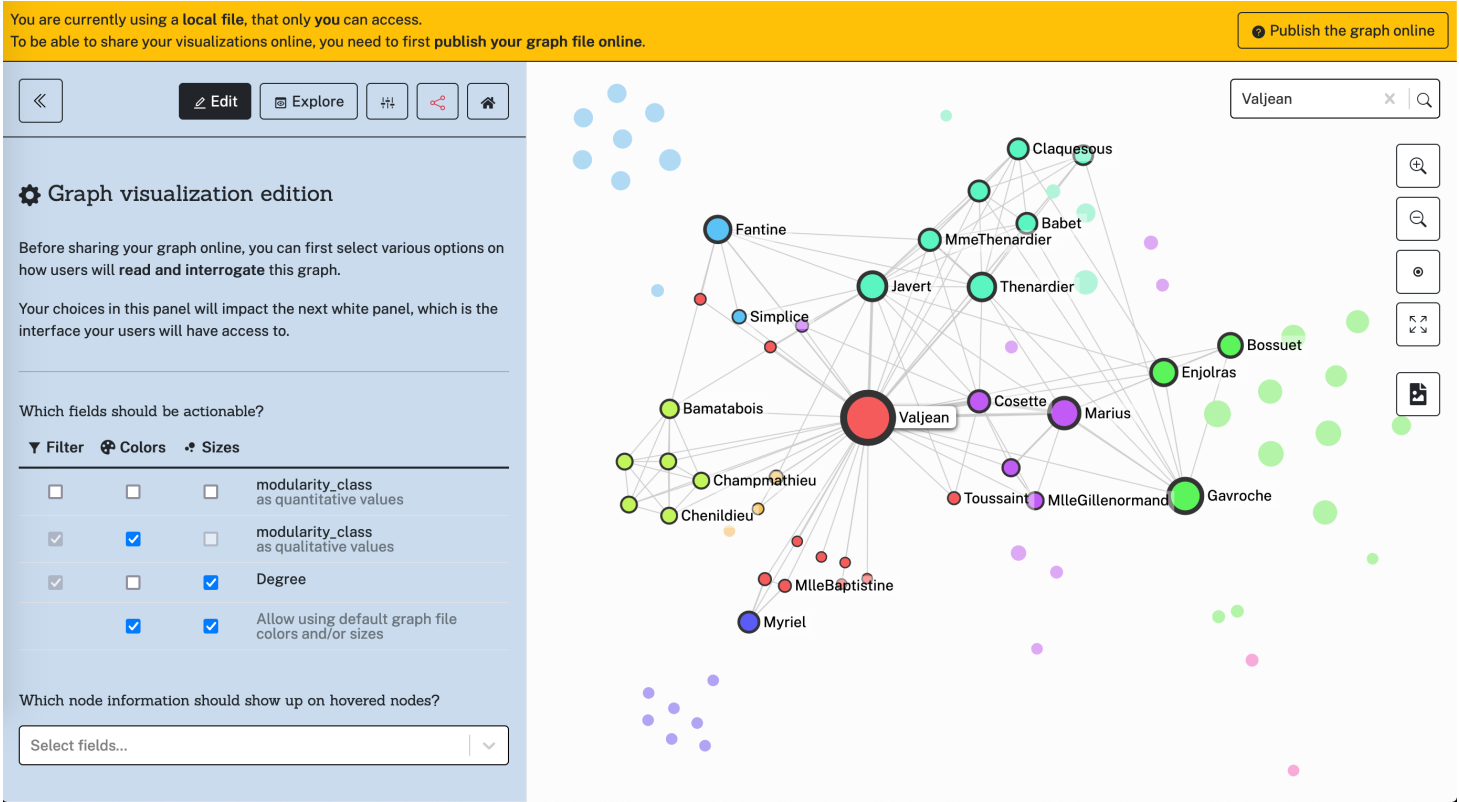 You are currently using a local file, that only you can access.
To be able to share your visualizations online, you need to first publish your graph file online.
Publish the graph online
Edit
Explore
Graph visualization edition
Before sharing your graph online, you can first select various options on
how users will read and interrogate this graph.
Your choices in this panel will impact the next white panel, which is the
interface your users will have access to.
Which fields should be actionable?
Filter Colors Sizes
modularity_class
as quantitative values
modularity_class
as qualitative values
Degree
Allow using default graph file
colors and/or sizes
Which node information should show up on hovered nodes?
Select fields...
Valjean
Claquesous
Babet
Fantine
MmeThenardier
Javert
Thenardier
Simplice
Bossuet
Enjolras
Cosette
Bamatabois
Marius
Valjean
Champmathieu
Gavroche
Toussaint
MlleGillenormand
Chenildieu
MlleBaptistine
Myriel